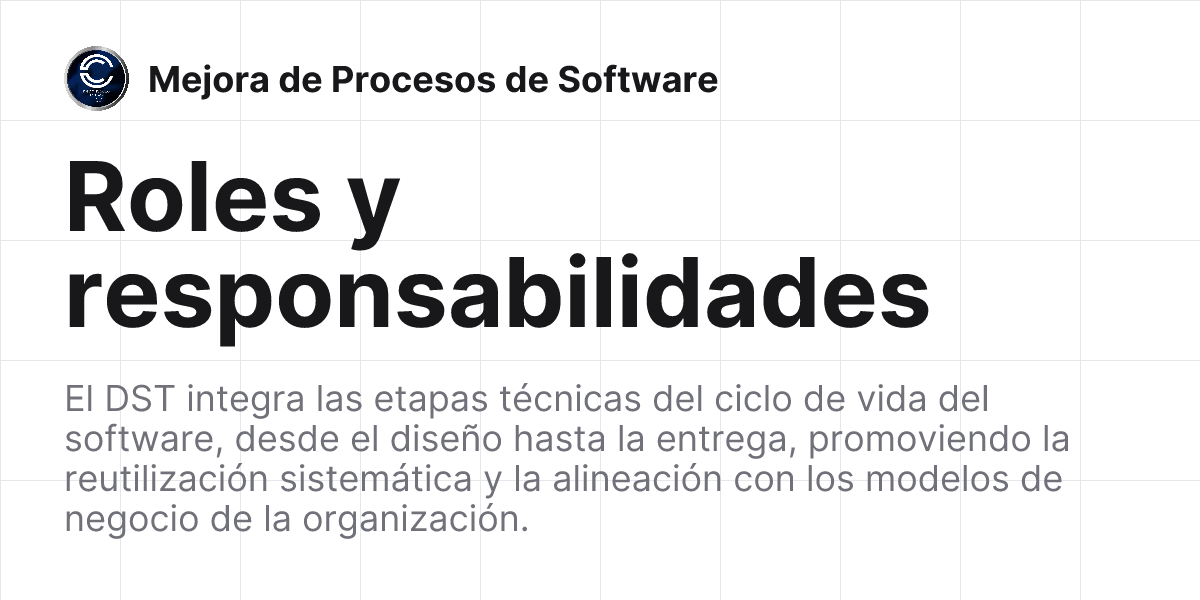 Mejora de Procesos de Software
Roles y
responsabilidades
El DST integra las etapas técnicas del ciclo de vida del
software, desde el diseño hasta la entrega, promoviendo la
reutilización sistemática y la alineación con los modelos de
negocio de la organización.